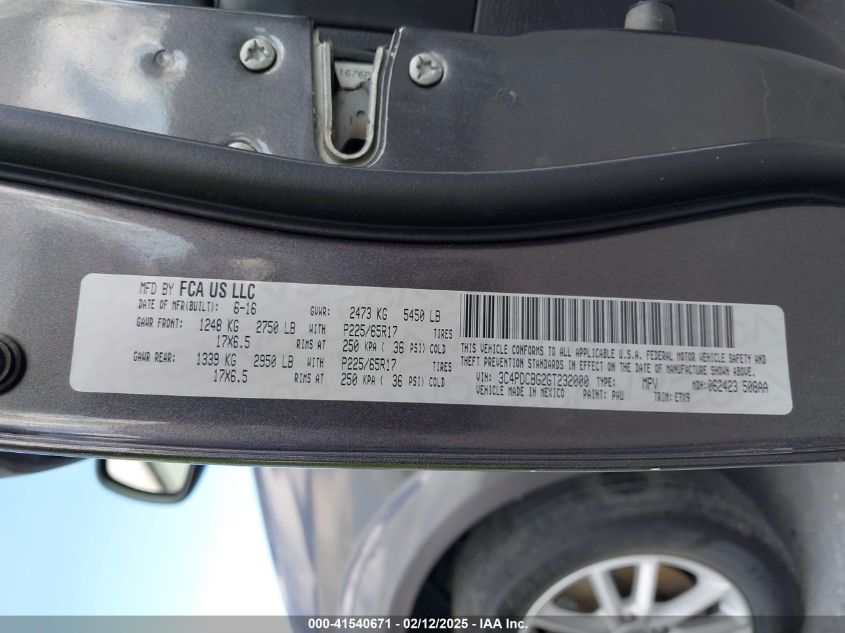 1676P
MFD BY FCA US LLC
DATE OF MFR(BUILT): 6-16 GVWR: 2473 KG 5450 LB
GAWR FRONT: 1248 KG 2750 LB WITH P225/65R17 TIRES
17X6.5 RIMS AT 250 KPA ( 36 PSI) COLD
GAWR REAR: 1339 KG 2950 LB WITH P225/65R17 TIRES
17X6.5 RIMS AT 250 KPA ( 36 PSI) COLD
THIS VEHICLE CONFORMS TO ALL APPLICABLE U.S.A. FEDERAL MOTOR VEHICLE SAFETY AND
THEFT PREVENTION STANDARDS IN EFFECT ON THE DATE OF MANUFACTURE SHOWN ABOVE.
VIN: 3C4PDCBG2GT232000 TYPE: MPV MDH: 062423 508AA
VEHICLE MADE IN MEXICO PAINT: PAU TRIM: E7X9
000-41540671 - 02/12/2025 - IAA Inc.